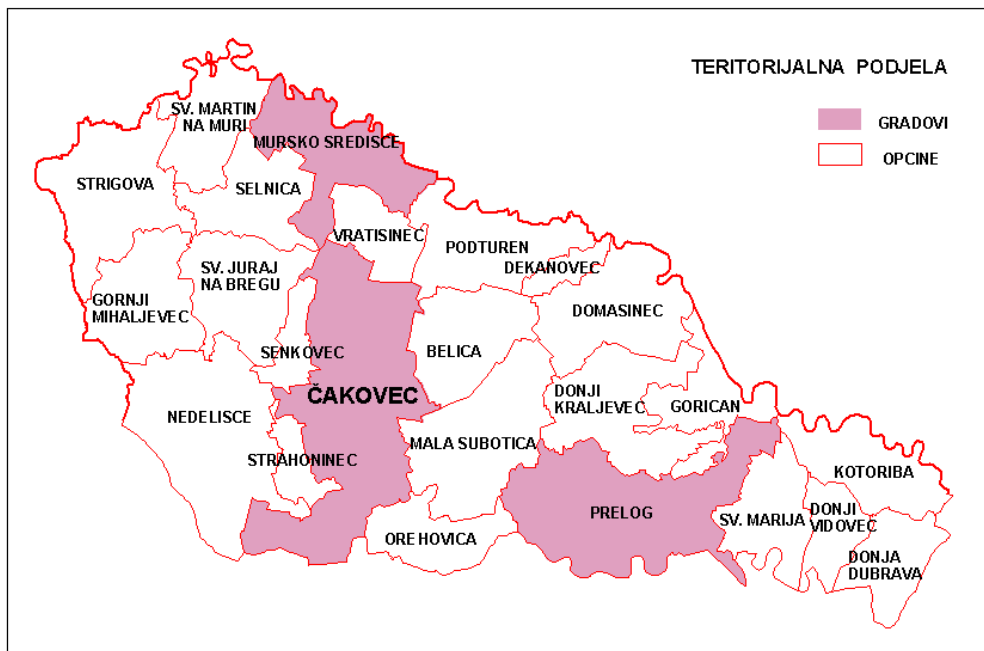 TERITORIJALNA PODJELA
GRADOVI
OPCINE
SV. MARTIN
NA MURI
MURSKO SREDISCE
STRIGOVA
SELNICA
VRATISINEC
PODTUREN
DEKANOVEC
SV. JURAJ
NA BREGU
GORNJI
MIHALJEVEC
DOMASINEC
SENKOVEC
BELICA
ČAKOVEC
DONJI
KRALJEVEC
GORICAN
NEDELISCE
MALA SUBOTICA
STRAHONINEC
KOTORIBA
PRELOG
SV. MARIJA
DONJI
VIDOVEC
OREHOVICA
DONJA
DUBRAVA